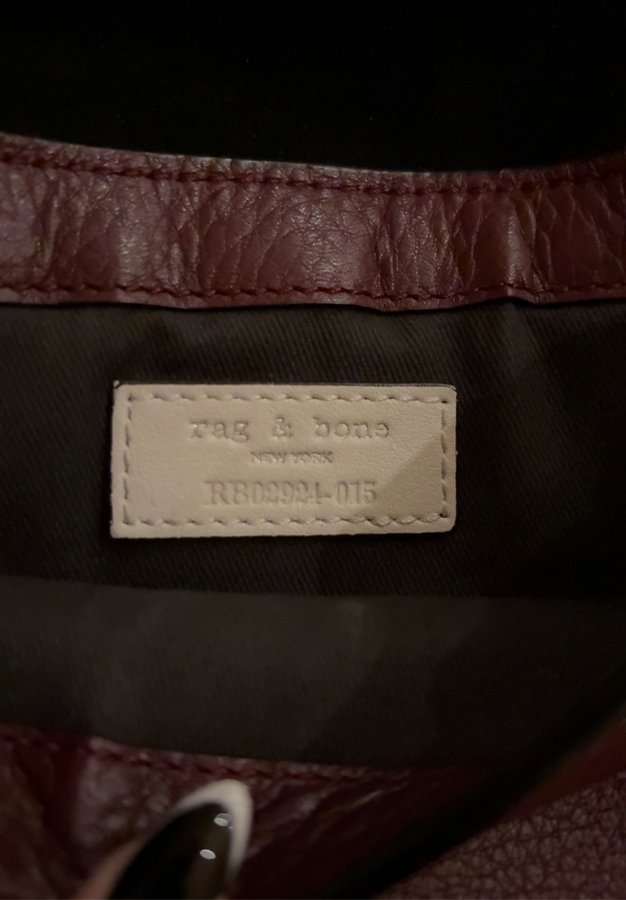 rag & bone
NEW YORK
RB02924-015